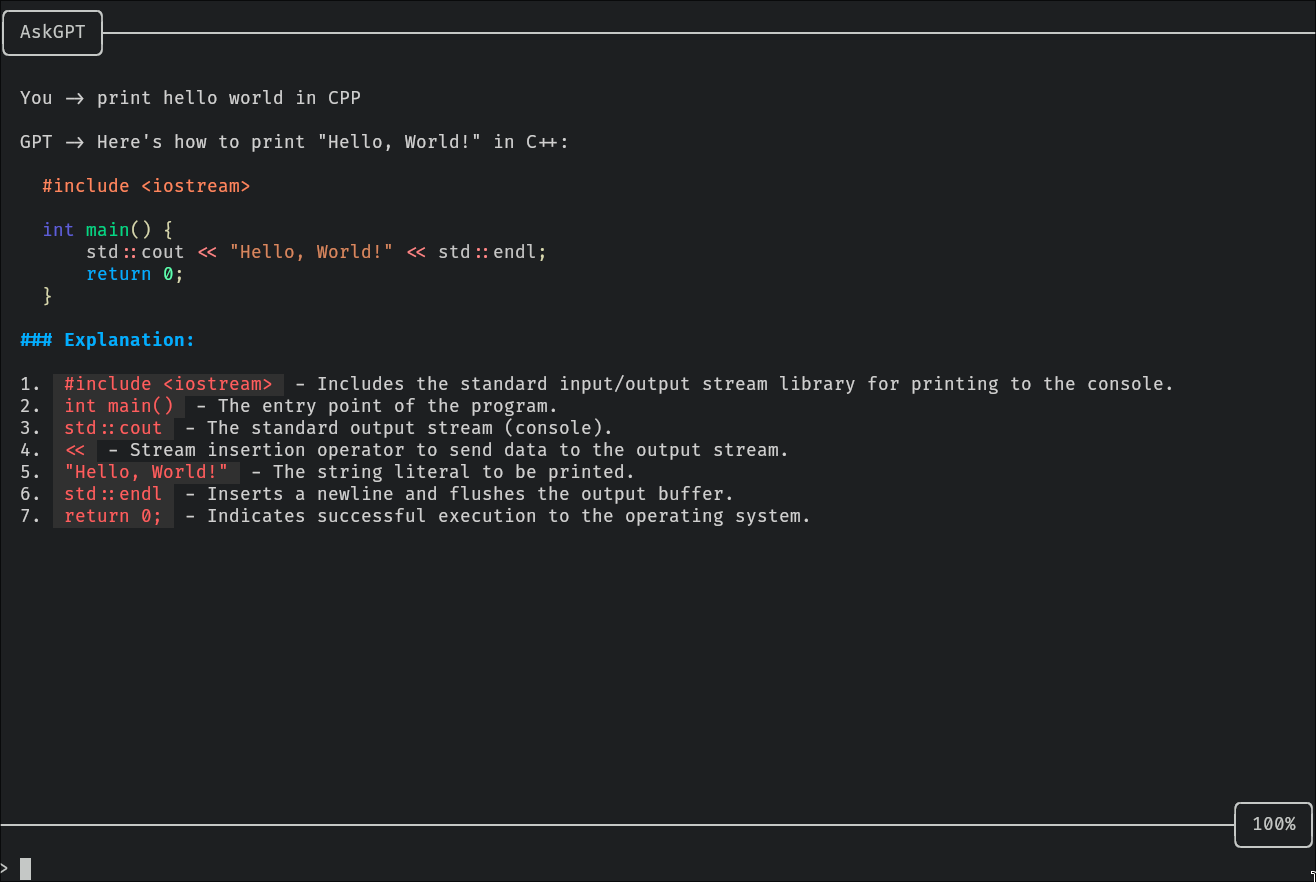 AskGPT
You -> print hello world in CPP
GPT -> Here's how to print "Hello, World!" in C++:
#include <iostream>
int main() {
    std::cout << "Hello, World!" << std::endl;
    return 0;
}
### Explanation:
1. #include <iostream> - Includes the standard input/output stream library for printing to the console.
2. int main() - The entry point of the program.
3. std::cout - The standard output stream (console).
4. << - Stream insertion operator to send data to the output stream.
5. "Hello, World!" - The string literal to be printed.
6. std::endl - Inserts a newline and flushes the output buffer.
7. return 0; - Indicates successful execution to the operating system.
100%
>